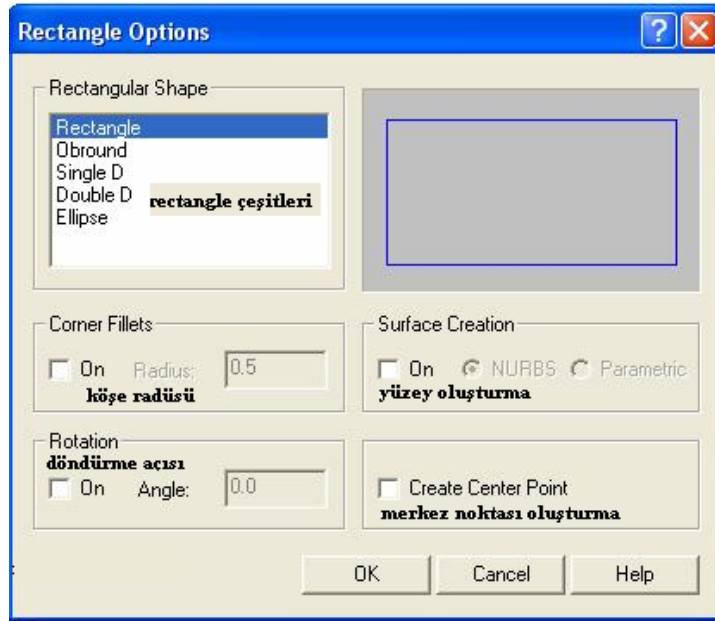 Rectangle Options
Rectangular Shape
Rectangle
Obround
Single D
Double D
rectangle çeşitleri
Ellipse
Corner Fillets
On Radius: 0.5
köşe radüsü
Surface Creation
On NURBS Parametric
yüzey oluşturma
Rotation
döndürme açısı
On Angle: 0.0
Create Center Point
merkez noktası oluşturma
OK Cancel Help